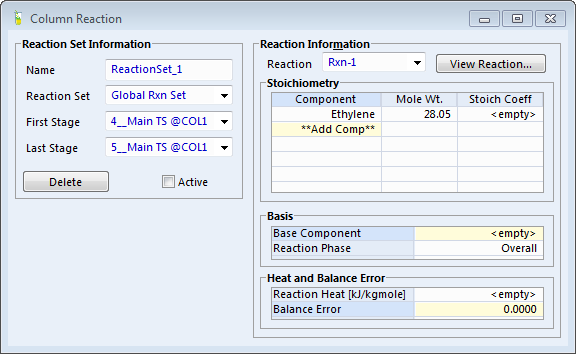 Column Reaction
Reaction Set Information
Name ReactionSet_1
Reaction Set Global Rxn Set
First Stage 4__Main TS @COL1
Last Stage 5__Main TS @COL1
Delete Active
Reaction Information
Reaction Rxn-1 View Reaction...
Stoichiometry
Component Mole Wt. Stoich Coeff
Ethylene 28.05 <empty>
**Add Comp**
Basis
Base Component <empty>
Reaction Phase Overall
Heat and Balance Error
Reaction Heat [kJ/kgmole] <empty>
Balance Error 0.0000